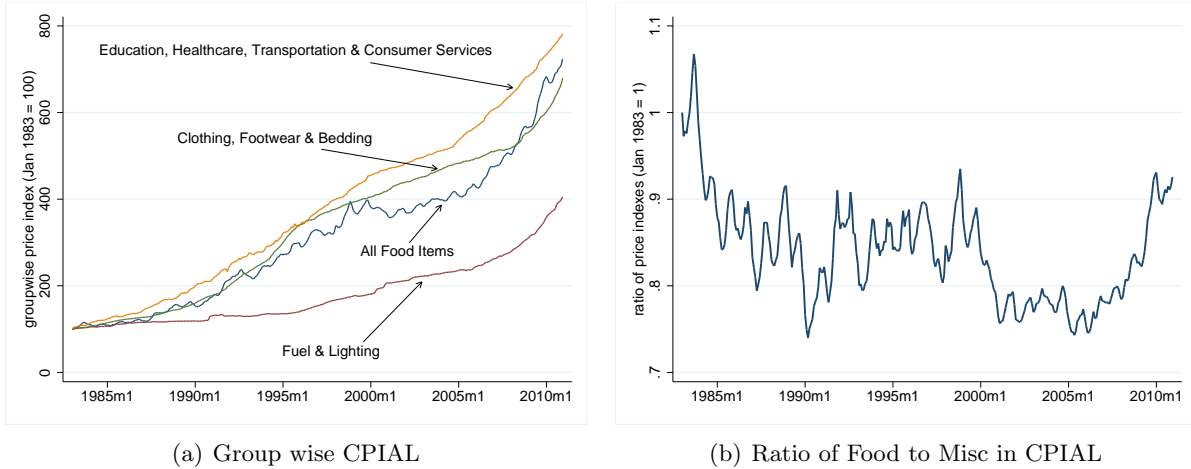 groupwise price index (Jan 1983 = 100)
800
600
400
200
0
Education, Healthcare, Transportation & Consumer Services
Clothing, Footwear & Bedding
All Food Items
Fuel & Lighting
1985m1 1990m1 1995m1 2000m1 2005m1 2010m1
(a) Group wise CPIAL
ratio of price indexes (Jan 1983 = 1)
1.1
1
.9
.8
.7
1985m1 1990m1 1995m1 2000m1 2005m1 2010m1
(b) Ratio of Food to Misc in CPIAL